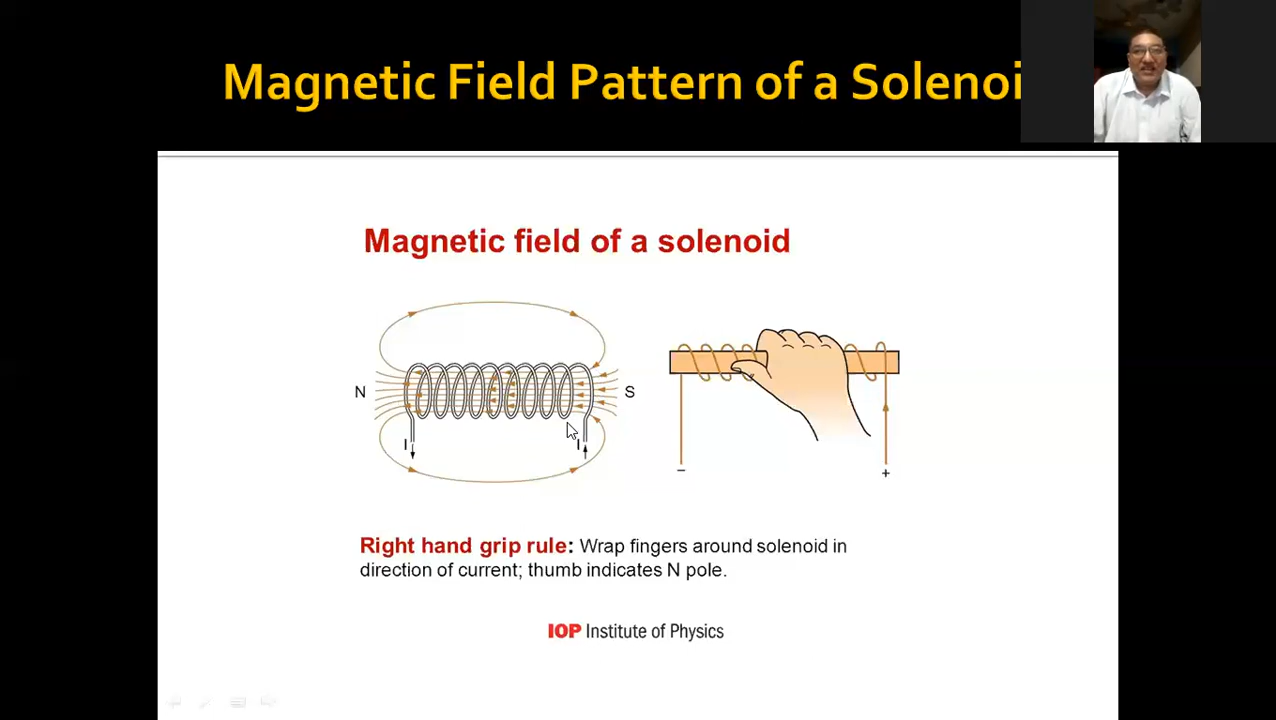 Magnetic Field Pattern of a Solenoi
Magnetic field of a solenoid
N
S
I
I
−
+
Right hand grip rule: Wrap fingers around solenoid in
direction of current; thumb indicates N pole.
IOP Institute of Physics